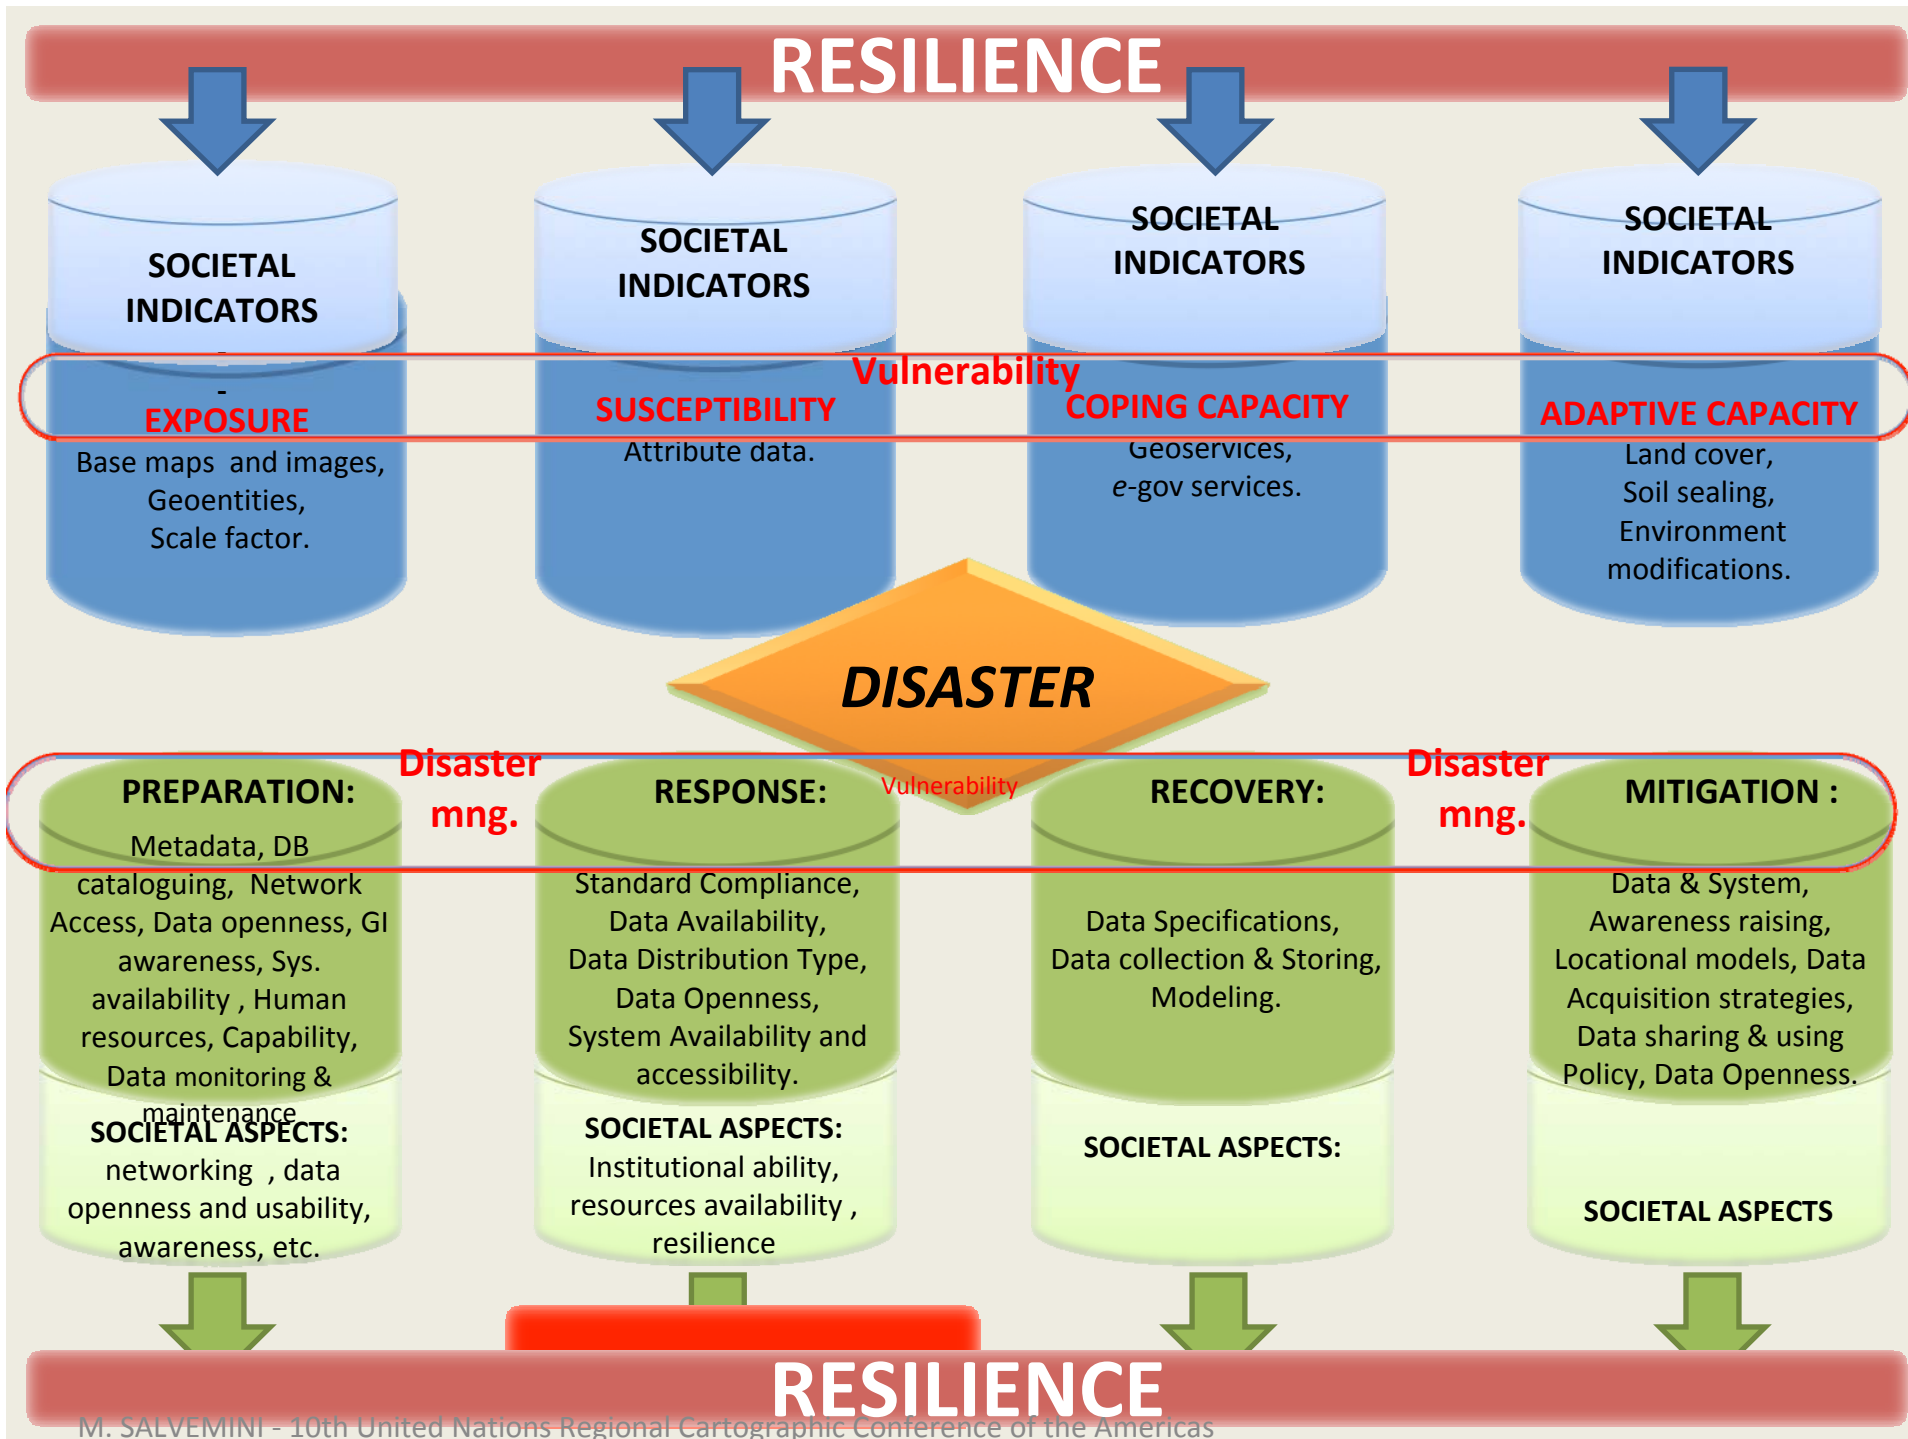 RESILIENCE
SOCIETAL
INDICATORS
-
-
EXPOSURE
Base maps and images,
Geoentities,
Scale factor.
SOCIETAL
INDICATORS
SUSCEPTIBILITY
Attribute data.
Vulnerability
SOCIETAL
INDICATORS
COPING CAPACITY
Geoservices,
e-gov services.
SOCIETAL
INDICATORS
ADAPTIVE CAPACITY
Land cover,
Soil sealing,
Environment
modifications.
DISASTER
Vulnerability
PREPARATION:
Metadata, DB
cataloguing, Network
Access, Data openness, GI
awareness, Sys.
availability , Human
resources, Capability,
Data monitoring &
maintenance
SOCIETAL ASPECTS:
networking , data
openness and usability,
awareness, etc.
Disaster
mng.
RESPONSE:
Standard Compliance,
Data Availability,
Data Distribution Type,
Data Openness,
System Availability and
accessibility.
SOCIETAL ASPECTS:
Institutional ability,
resources availability ,
resilience
RECOVERY:
Data Specifications,
Data collection & Storing,
Modeling.
SOCIETAL ASPECTS:
Disaster
mng.
MITIGATION :
Data & System,
Awareness raising,
Locational models, Data
Acquisition strategies,
Data sharing & using
Policy, Data Openness.
SOCIETAL ASPECTS
RESILIENCE
M. SALVEMINI - 10th United Nations Regional Cartographic Conference of the Americas